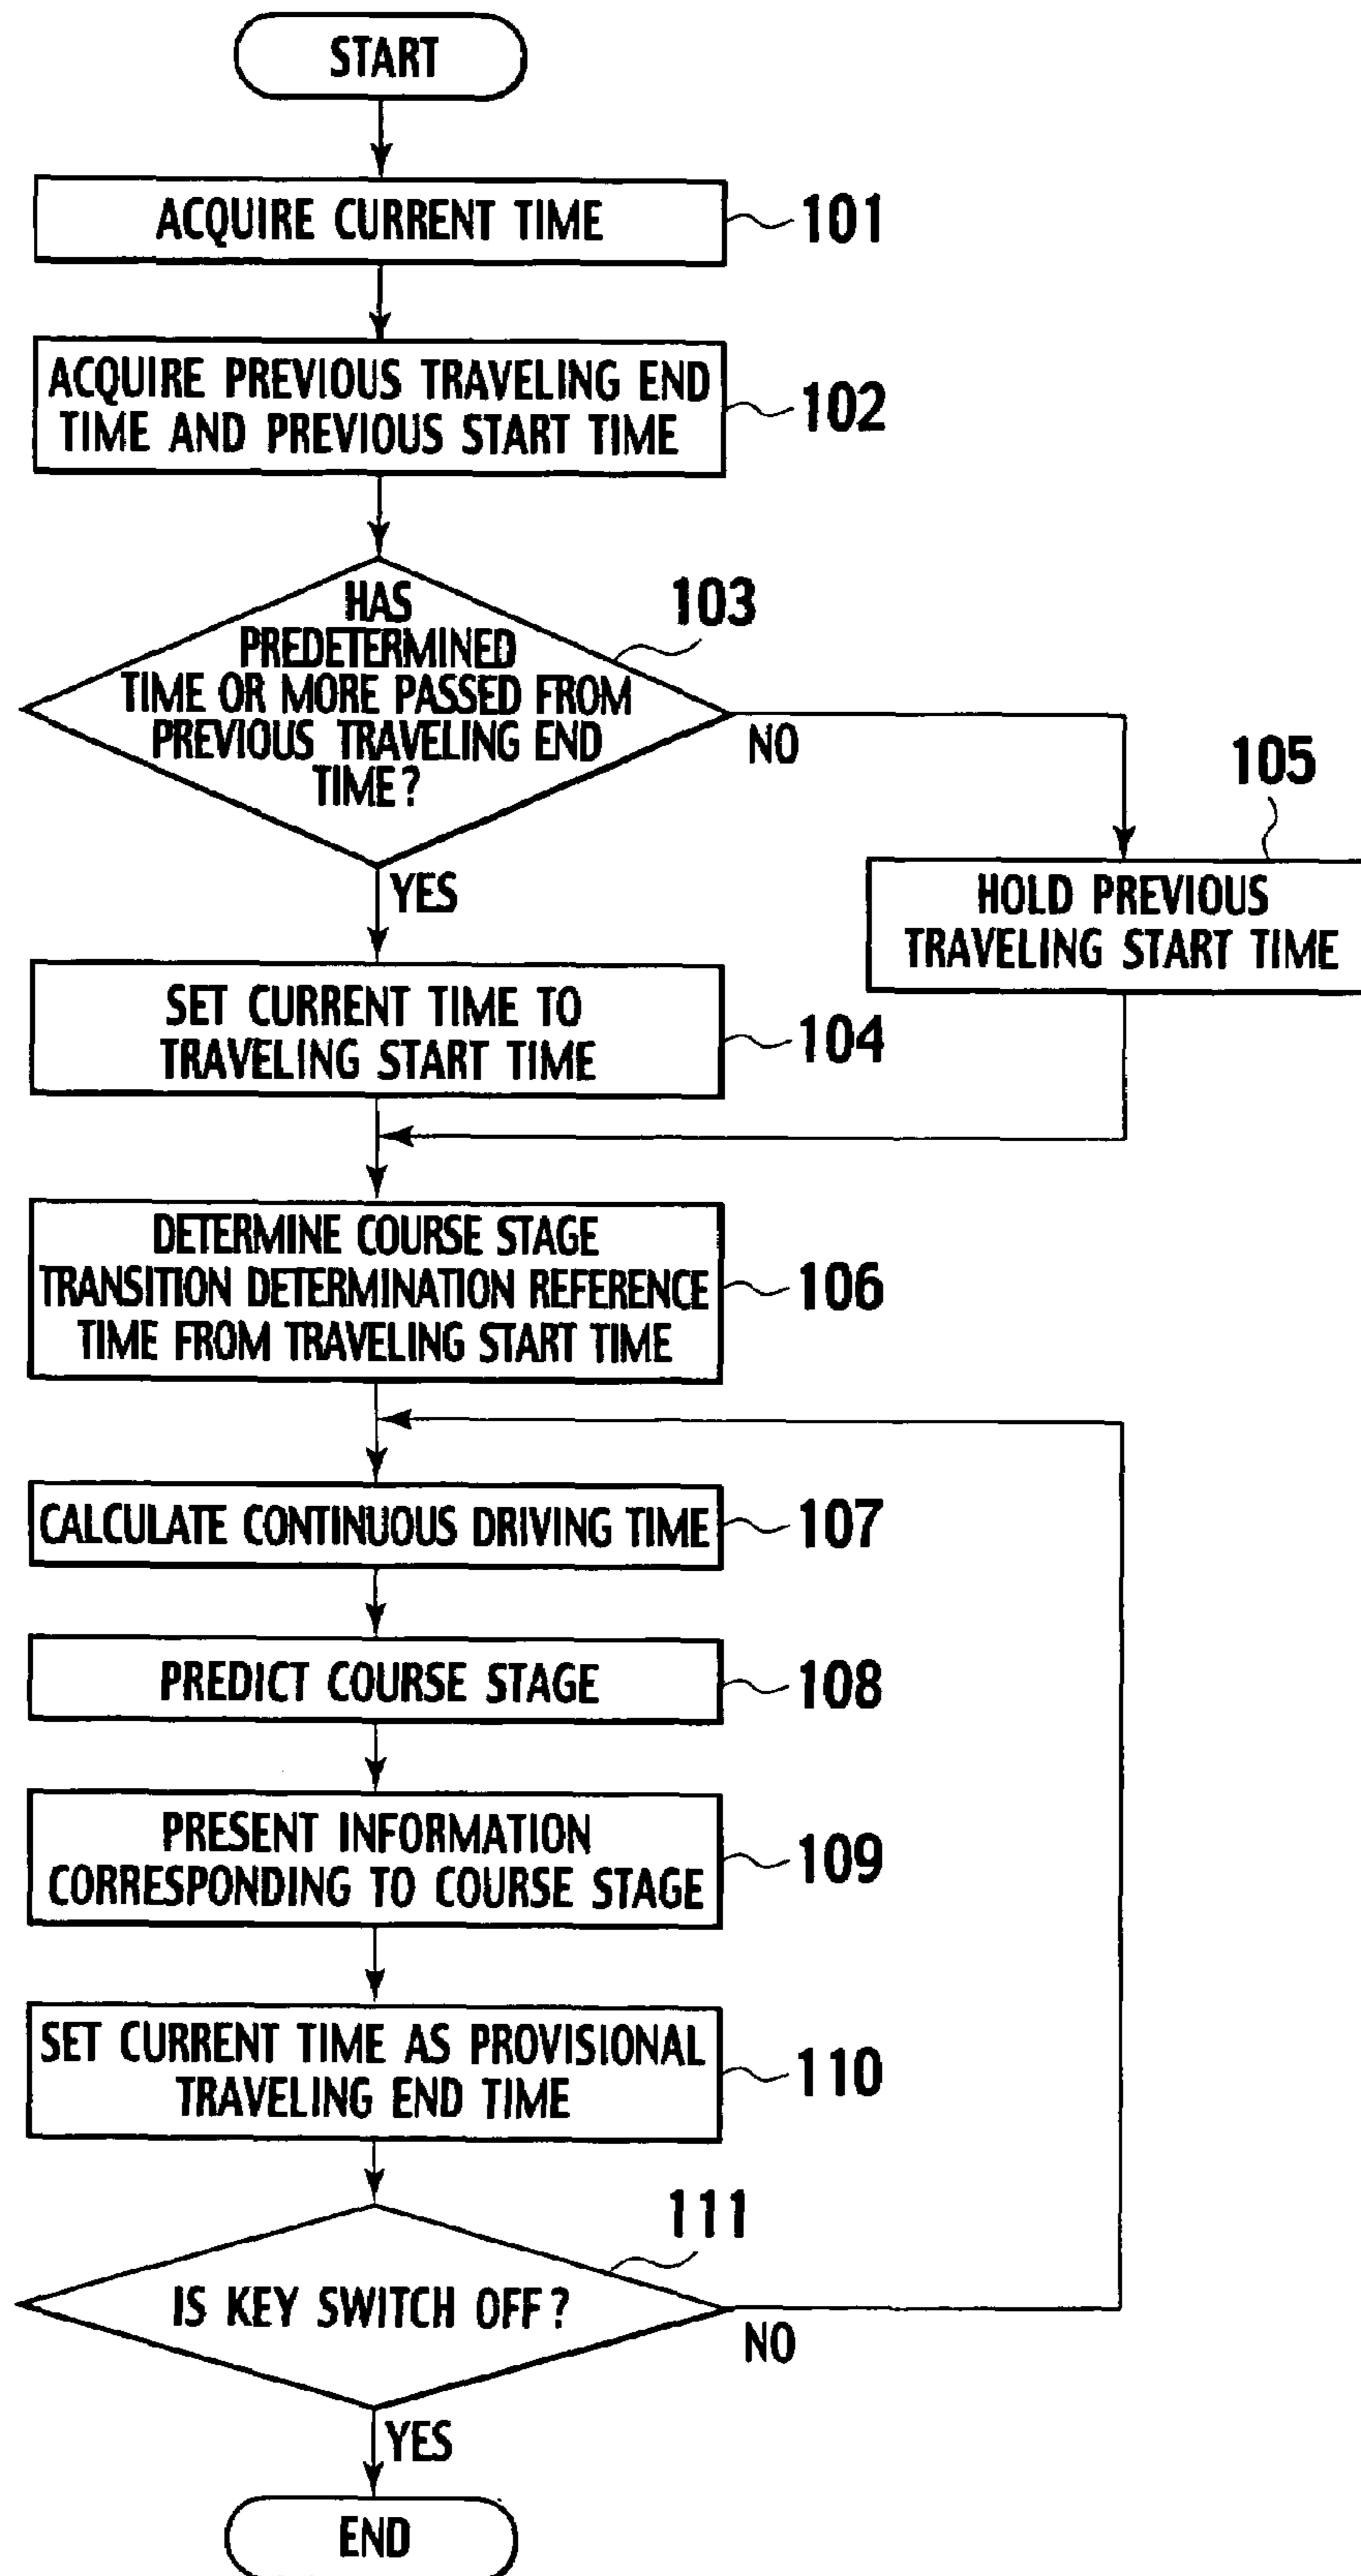 START
ACQUIRE CURRENT TIME
101
ACQUIRE PREVIOUS TRAVELING END
TIME AND PREVIOUS START TIME
102
HAS
PREDETERMINED
TIME OR MORE PASSED FROM
PREVIOUS TRAVELING END
TIME?
103
NO
YES
105
HOLD PREVIOUS
TRAVELING START TIME
SET CURRENT TIME TO
TRAVELING START TIME
104
DETERMINE COURSE STAGE
TRANSITION DETERMINATION REFERENCE
TIME FROM TRAVELING START TIME
106
CALCULATE CONTINUOUS DRIVING TIME
107
PREDICT COURSE STAGE
108
PRESENT INFORMATION
CORRESPONDING TO COURSE STAGE
109
SET CURRENT TIME AS PROVISIONAL
TRAVELING END TIME
110
111
IS KEY SWITCH OFF?
NO
YES
END